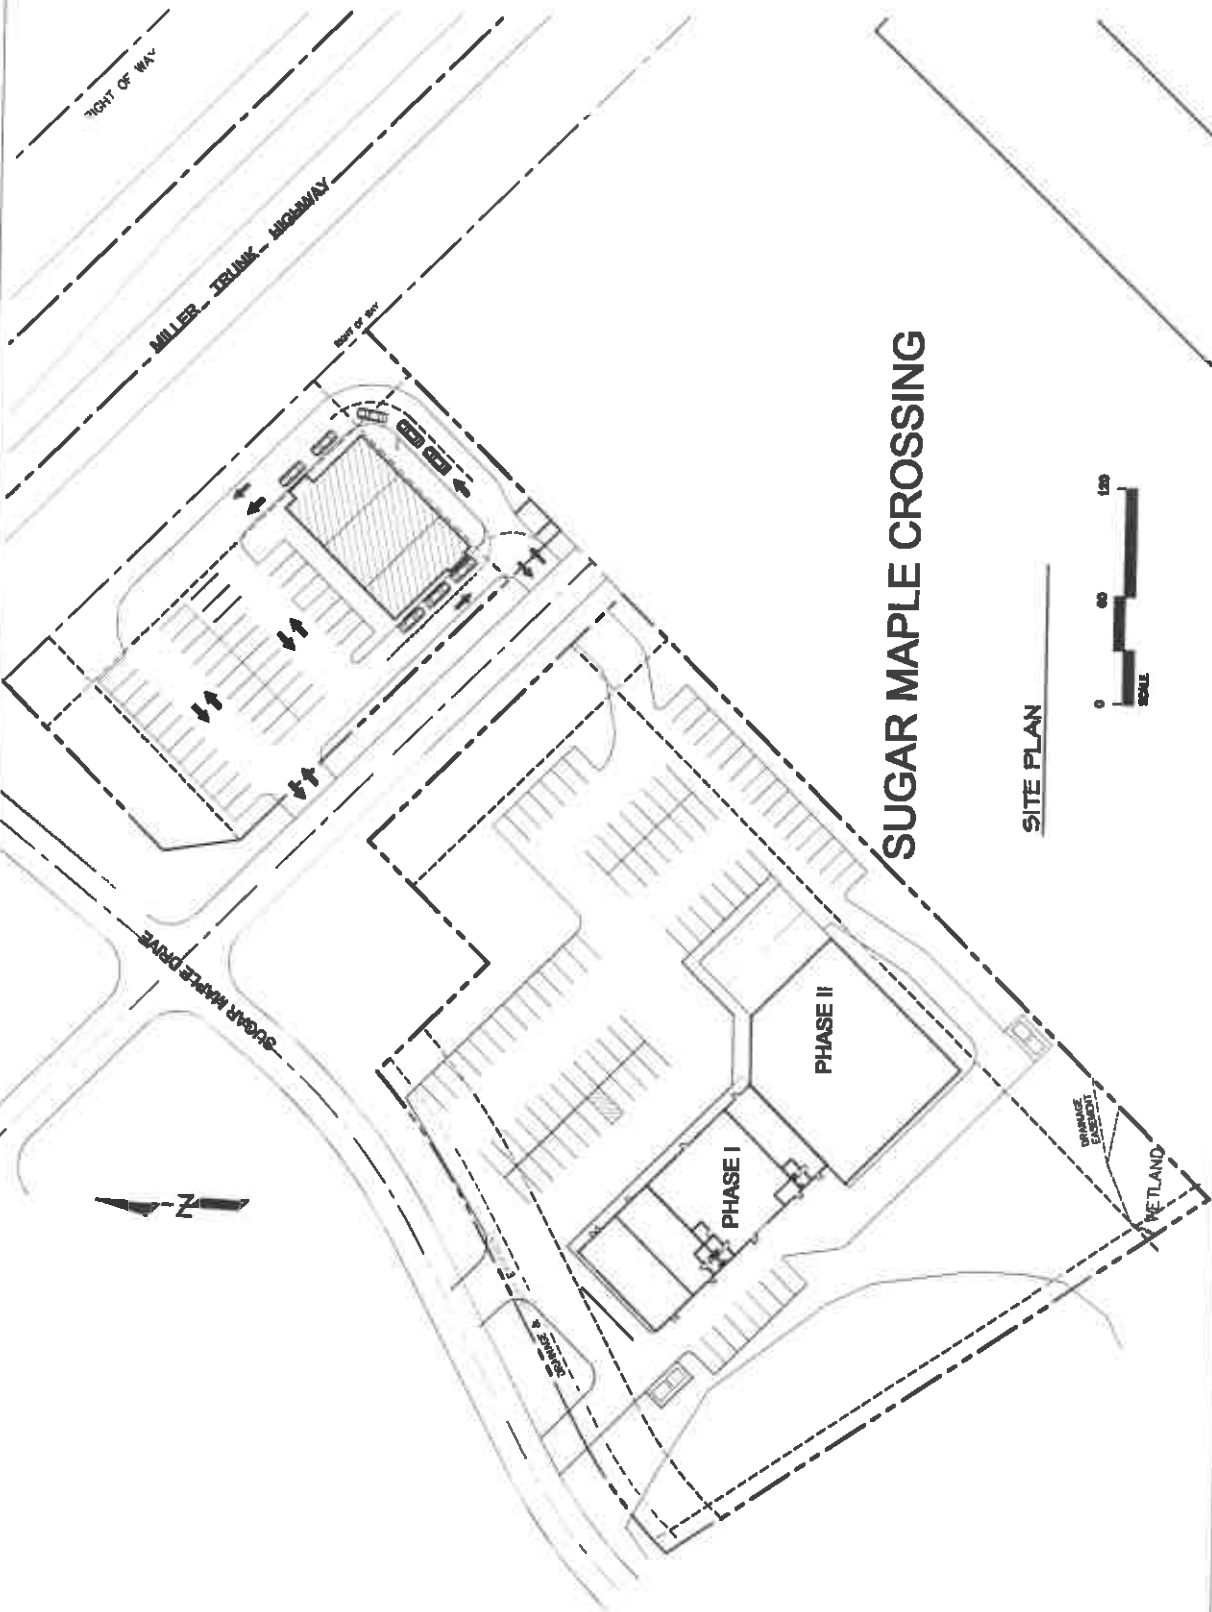 RIGHT OF WAY
MILLER TRUNK HIGHWAY
RIGHT OF WAY
SUGAR MAPLE DRIVE
N
DRAINAGE &
PHASE I
PHASE II
DRAINAGE
EASEMENT
WETLAND
SUGAR MAPLE CROSSING
SITE PLAN
0 60 120
SCALE